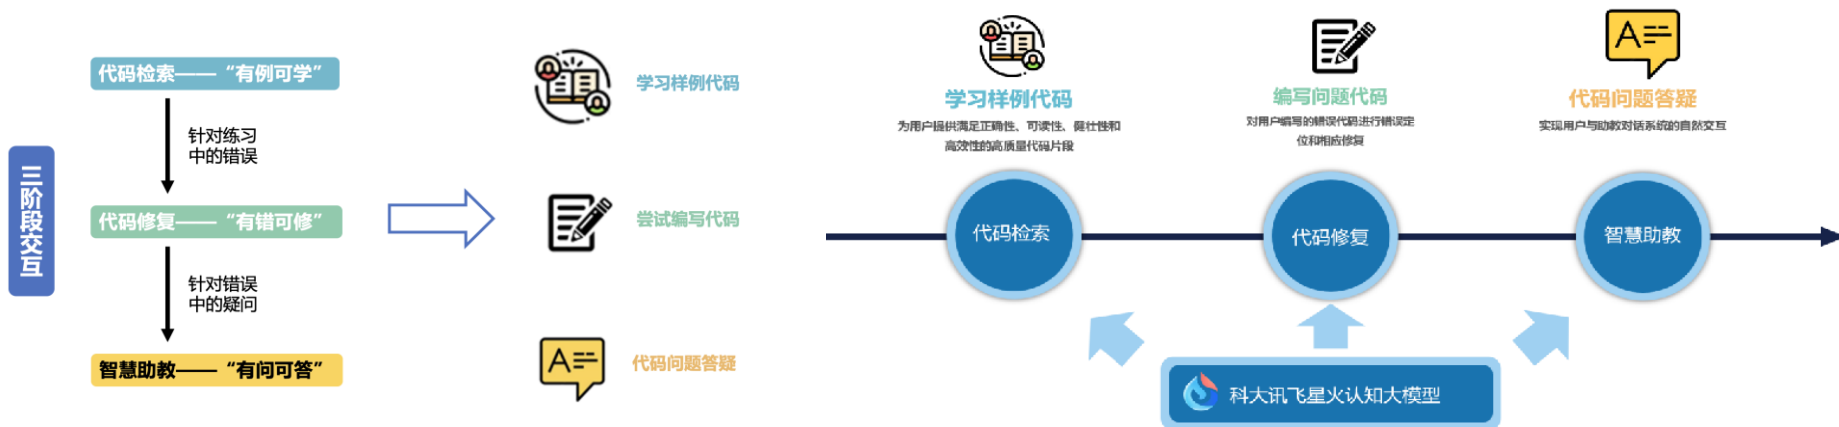 三阶段交互
代码检索——“有例可学”
针对练习
中的错误
代码修复——“有错可修”
针对错误
中的疑问
智慧助教——“有问可答”
学习样例代码
尝试编写代码
A
代码问题答疑
学习样例代码
为用户提供满足正确性、可读性、健壮性和
高效性的高质量代码片段
编写问题代码
对用户编写的错误代码进行错误定
位和相应修复
A
代码问题答疑
实现用户与助教对话系统的自然交互
代码检索
代码修复
智慧助教
科大讯飞星火认知大模型